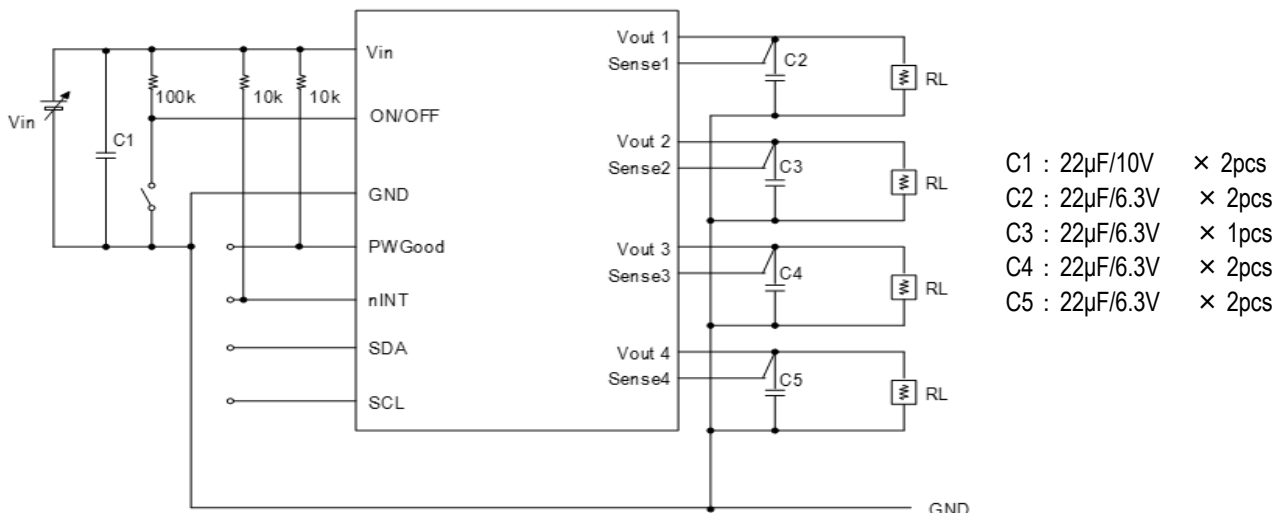 Vin
Vin
C1
100k
10k
10k
ON/OFF
GND
PWGood
nINT
SDA
SCL
Vout 1
Sense1
C2
RL
Vout 2
Sense2
C3
RL
Vout 3
Sense3
C4
RL
Vout 4
Sense4
C5
RL
GND
C1 : 22µF/10V × 2pcs
C2 : 22µF/6.3V × 2pcs
C3 : 22µF/6.3V × 1pcs
C4 : 22µF/6.3V × 2pcs
C5 : 22µF/6.3V × 2pcs